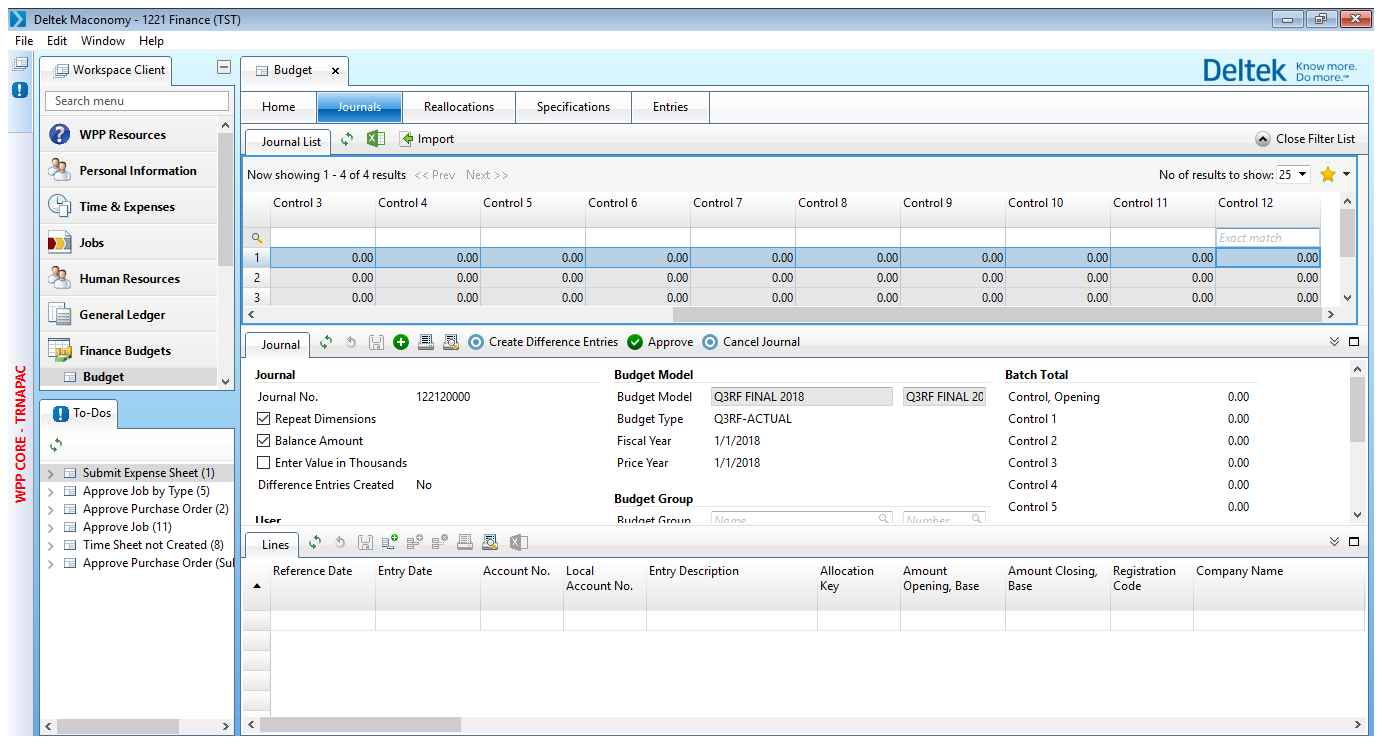 Deltek Maconomy - 1221 Finance (TST)
File Edit Window Help
WPP CORE - TRNAPAC
Workspace Client
Search menu
WPP Resources
Personal Information
Time & Expenses
Jobs
Human Resources
General Ledger
Finance Budgets
Budget
To-Dos
Submit Expense Sheet (1)
Approve Job by Type (5)
Approve Purchase Order (2)
Approve Job (11)
Time Sheet not Created (8)
Approve Purchase Order (Sul
Budget x
Deltek Know more.
Do more.™
Home Journals Reallocations Specifications Entries
Journal List Import Close Filter List
Now showing 1 - 4 of 4 results << Prev Next >> No of results to show: 25
Control 3 Control 4 Control 5 Control 6 Control 7 Control 8 Control 9 Control 10 Control 11 Control 12
Exact match
1 0.00 0.00 0.00 0.00 0.00 0.00 0.00 0.00 0.00 0.00
2 0.00 0.00 0.00 0.00 0.00 0.00 0.00 0.00 0.00 0.00
3 0.00 0.00 0.00 0.00 0.00 0.00 0.00 0.00 0.00 0.00
Journal Create Difference Entries Approve Cancel Journal
Journal
Journal No. 122120000
Repeat Dimensions
Balance Amount
Enter Value in Thousands
Difference Entries Created No
User
Budget Model
Budget Model Q3RF FINAL 2018 Q3RF FINAL 20
Budget Type Q3RF-ACTUAL
Fiscal Year 1/1/2018
Price Year 1/1/2018
Budget Group
Budget Group Name Number
Batch Total
Control, Opening 0.00
Control 1 0.00
Control 2 0.00
Control 3 0.00
Control 4 0.00
Control 5 0.00
Lines
Reference Date Entry Date Account No. Local Entry Description Allocation Amount Amount Closing, Registration Company Name
Account No. Key Opening, Base Base Code